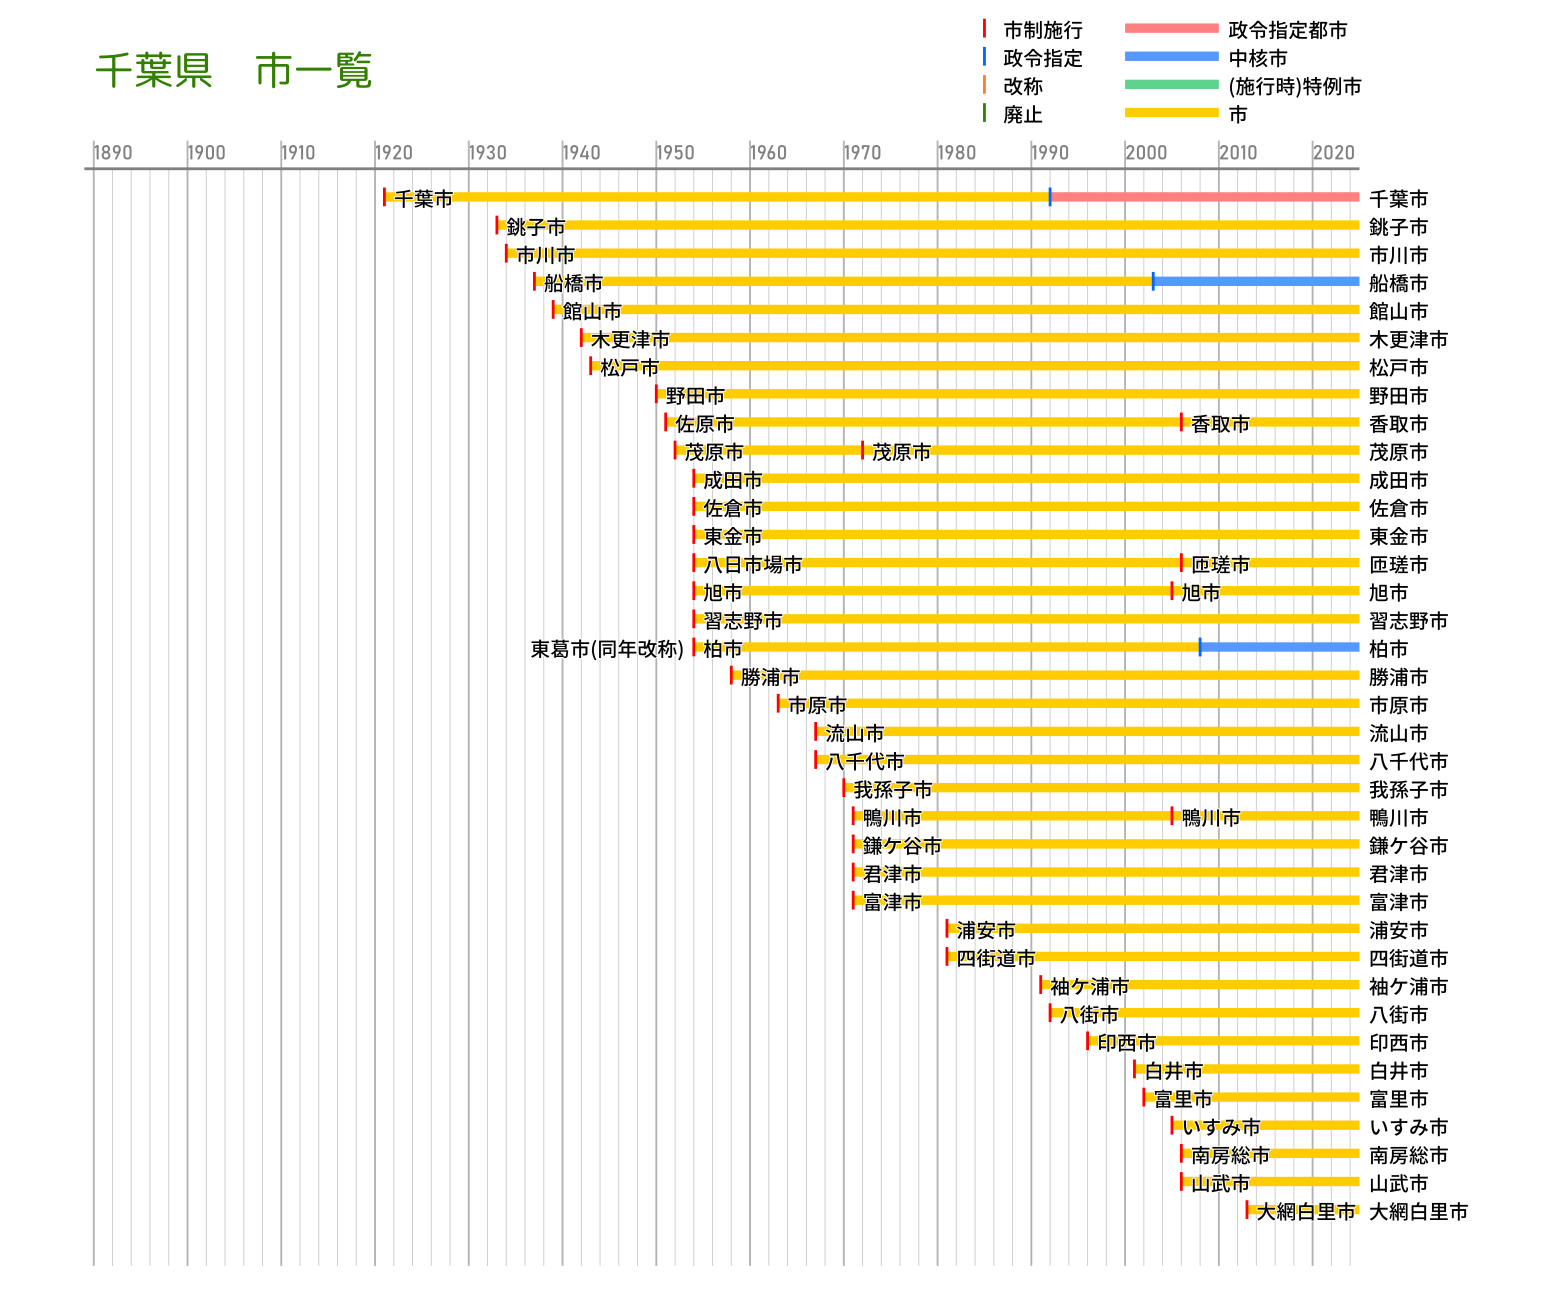 千葉県　市一覧
市制施行 政令指定都市
政令指定 中核市
改称 (施行時)特例市
廃止 市
1890 1900 1910 1920 1930 1940 1950 1960 1970 1980 1990 2000 2010 2020
千葉市 千葉市
銚子市 銚子市
市川市 市川市
船橋市 船橋市
館山市 館山市
木更津市 木更津市
松戸市 松戸市
野田市 野田市
佐原市 香取市 香取市
茂原市 茂原市 茂原市
成田市 成田市
佐倉市 佐倉市
東金市 東金市
八日市場市 匝瑳市 匝瑳市
旭市 旭市 旭市
習志野市 習志野市
東葛市(同年改称) 柏市 柏市
勝浦市 勝浦市
市原市 市原市
流山市 流山市
八千代市 八千代市
我孫子市 我孫子市
鴨川市 鴨川市 鴨川市
鎌ケ谷市 鎌ケ谷市
君津市 君津市
富津市 富津市
浦安市 浦安市
四街道市 四街道市
袖ケ浦市 袖ケ浦市
八街市 八街市
印西市 印西市
白井市 白井市
富里市 富里市
いすみ市 いすみ市
南房総市 南房総市
山武市 山武市
大網白里市 大網白里市